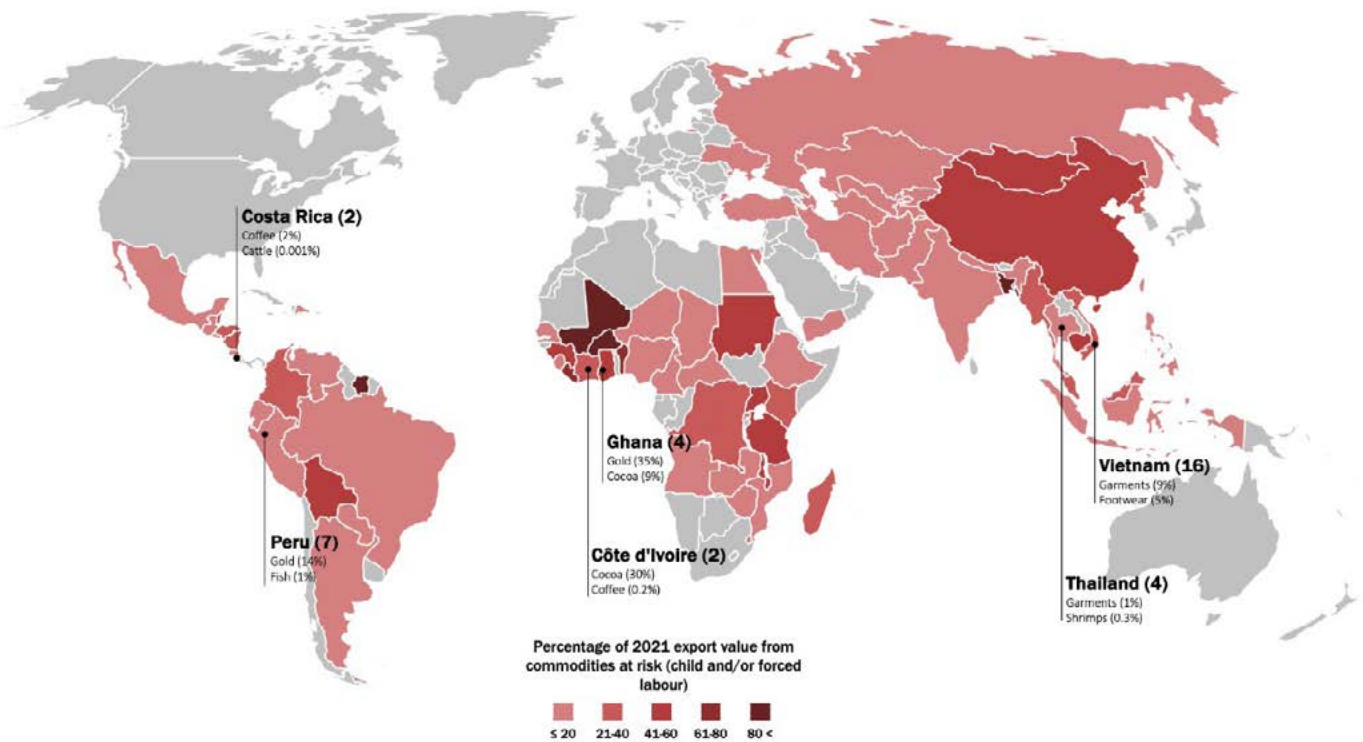 Costa Rica (2)
Coffee (2%)
Cattle (0.001%)
Ghana (4)
Gold (35%)
Cocoa (9%)
Vietnam (16)
Garments (9%)
Footwear (5%)
Peru (7)
Gold (14%)
Fish (1%)
Côte d'Ivoire (2)
Cocoa (30%)
Coffee (0.2%)
Thailand (4)
Garments (1%)
Shrimps (0.3%)
Percentage of 2021 export value from
commodities at risk (child and/or forced
labour)
≤ 20 21-40 41-60 61-80 80 <